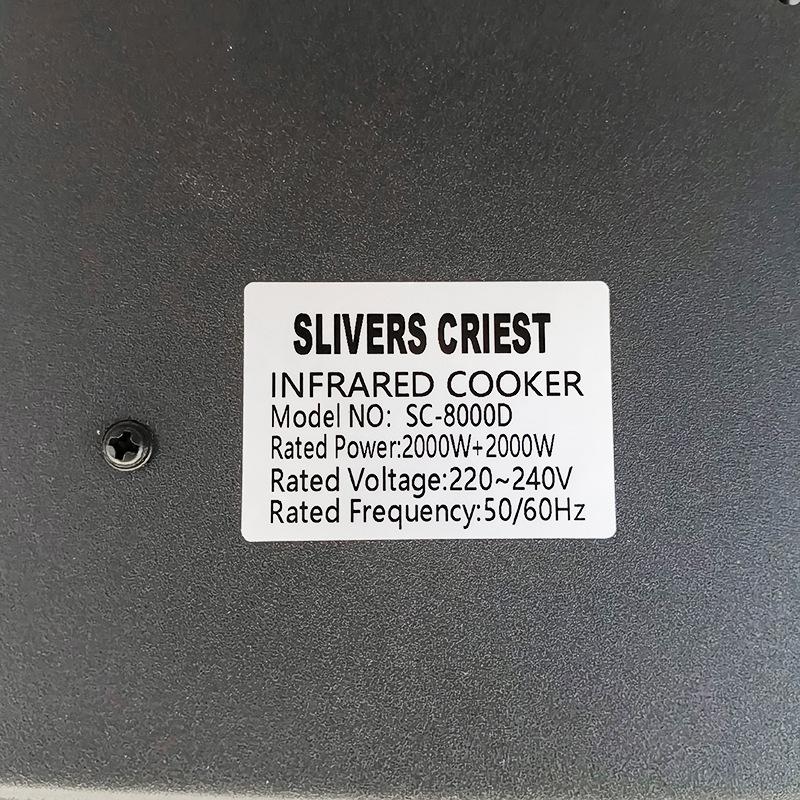 SLIVERS CRIEST
INFRARED COOKER
Model NO: SC-8000D
Rated Power:2000W+2000W
Rated Voltage:220~240V
Rated Frequency:50/60Hz